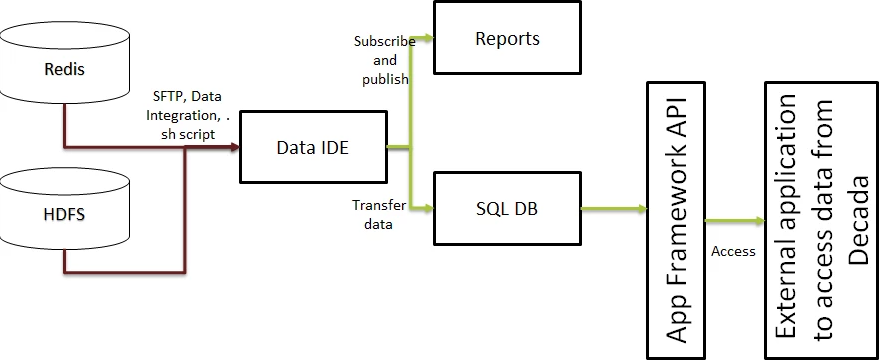 Redis
HDFS
SFTP, Data
Integration, .
sh script
Data IDE
Subscribe
and
publish
Reports
Transfer
data
SQL DB
App Framework API
Access
External application
to access data from
Decada